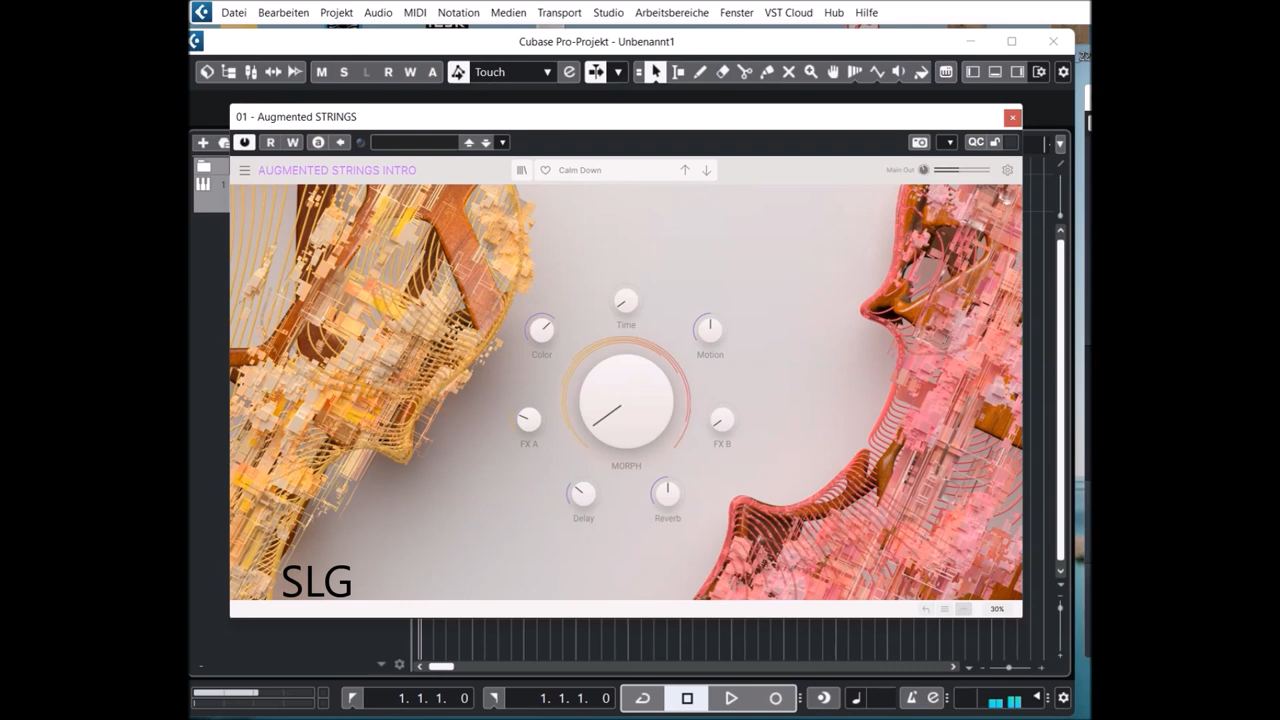 Datei Bearbeiten Projekt Audio MIDI Notation Medien Transport Studio Arbeitsbereiche Fenster VST Cloud Hub Hilfe
Cubase Pro-Projekt - Unbenannt1
M S L R W A Touch
01 - Augmented STRINGS
R W a QC
AUGMENTED STRINGS INTRO Calm Down Main Out
1
Time
Color Motion
FX A FX B
MORPH
Delay Reverb
SLG
30%
1. 1. 1. 0 1. 1. 1. 0